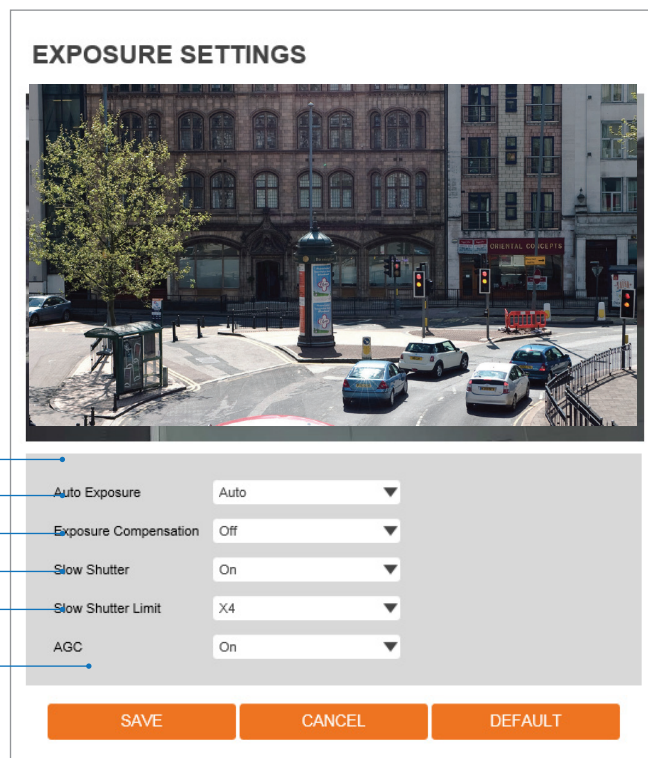 EXPOSURE SETTINGS
ORIENTAL CONCEPTS
Auto Exposure Auto
Exposure Compensation Off
Slow Shutter On
Slow Shutter Limit X4
AGC On
SAVE CANCEL DEFAULT